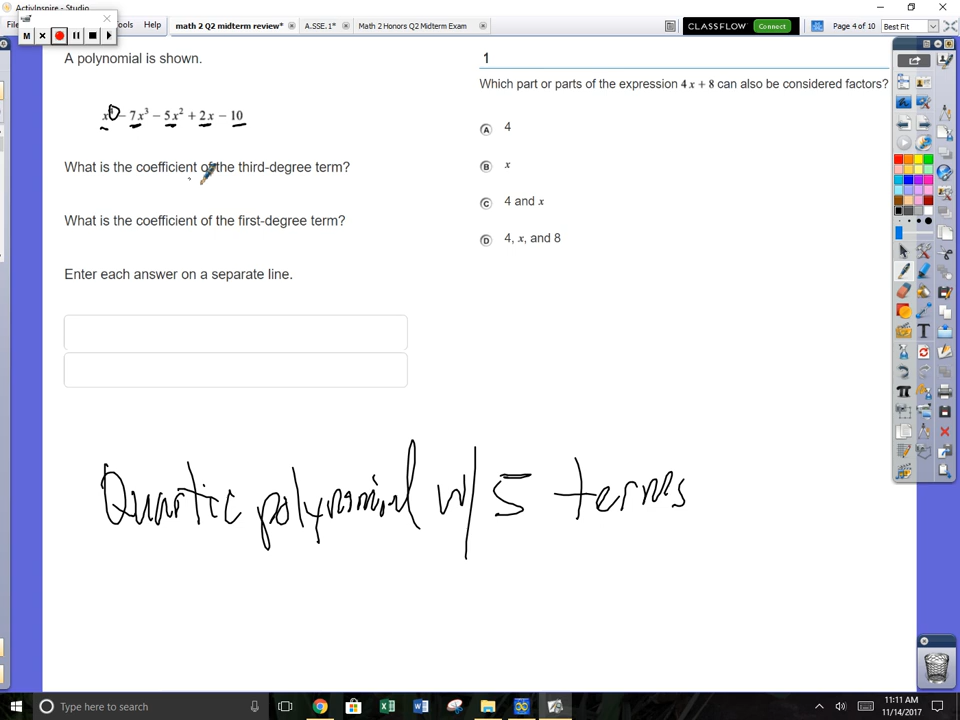 ActivInspire - Studio
Tools Help
math 2 Q2 midterm review* A.SSE.1* Math 2 Honors Q2 Midterm Exam
CLASSFLOW Connect
Page 4 of 10 Best Fit
M
A polynomial is shown.
− 7x³ − 5x² + 2x − 10
What is the coefficient of the third-degree term?
What is the coefficient of the first-degree term?
Enter each answer on a separate line.
1
Which part or parts of the expression 4x + 8 can also be considered factors?
A 4
B x
C 4 and x
D 4, x, and 8
Quartic polynomial w/ 5 terms
Type here to search
11:11 AM
11/14/2017